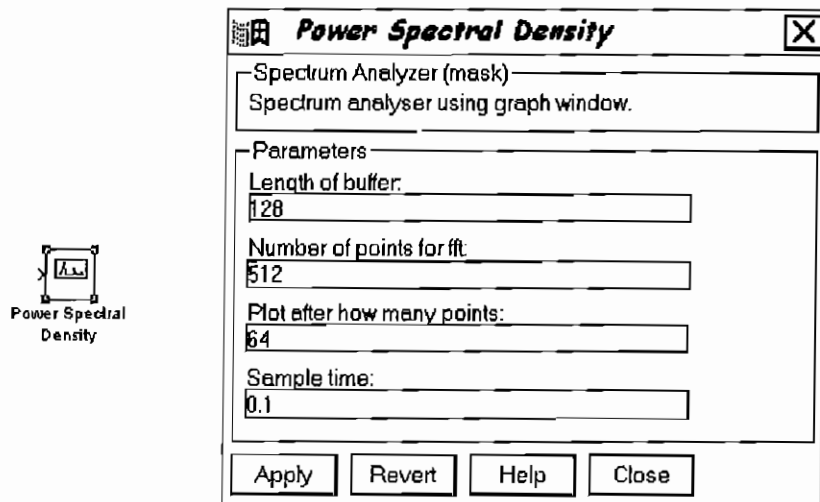 Power Spectral Density
Spectrum Analyzer (mask)
Spectrum analyser using graph window.
Parameters
Length of buffer:
128
Number of points for fft:
512
Plot after how many points:
64
Sample time:
0.1
Apply Revert Help Close
Power Spectral
Density